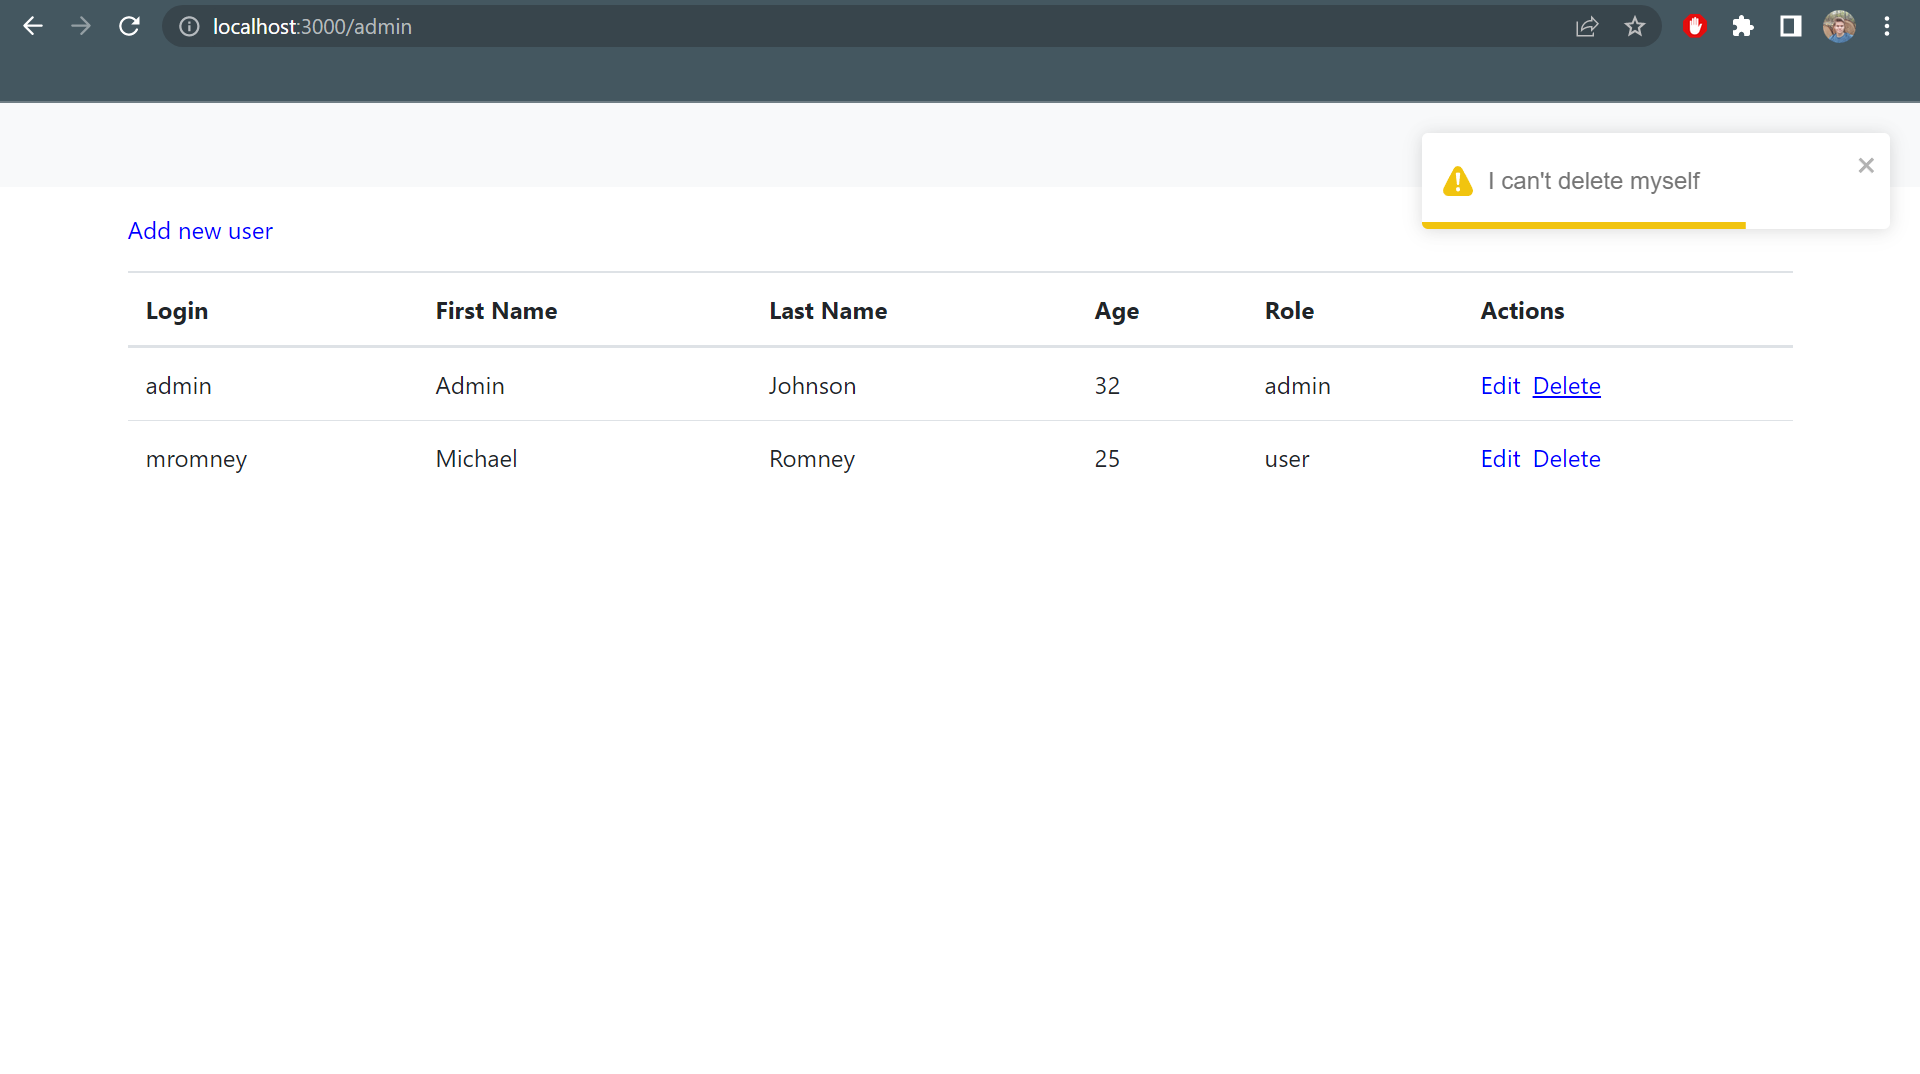 localhost:3000/admin
I can't delete myself
Add new user
Login First Name Last Name Age Role Actions
admin Admin Johnson 32 admin Edit Delete
mromney Michael Romney 25 user Edit Delete